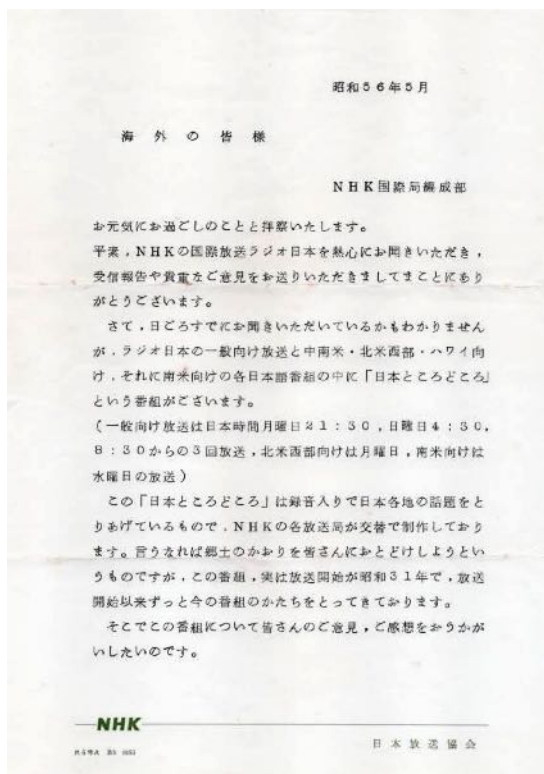 昭和56年5月
海外の皆様
NHK国際局編成部
お元気にお過ごしのことと拝察いたします。
平素，NHKの国際放送ラジオ日本を熱心にお聞きいただき，
受信報告や貴重なご意見をお送りいただきましてまことにあり
がとうございます。
さて，日ごろすでにお聞きいただいているかもわかりません
が，ラジオ日本の一般向け放送と中南米・北米西部・ハワイ向
け，それに南米向けの各日本語番組の中に「日本ところどころ」
という番組がございます。
（一般向け放送は日本時間月曜日21：30，日曜日4：30，
8：30からの3回放送，北米西部向けは月曜日，南米向けは
水曜日の放送）
この「日本ところどころ」は録音入りで日本各地の話題をと
りあげているもので，NHKの各放送局が交替で制作しており
ます。言うなれば郷土のかおりを皆さんにおとどけしようとい
うものですが，この番組，実は放送開始が昭和31年で，放送
開始以来ずっと今の番組のかたちをとってきております。
そこでこの番組について皆さんのご意見，ご感想をおうかが
いしたいのです。
NHK
日本放送協会